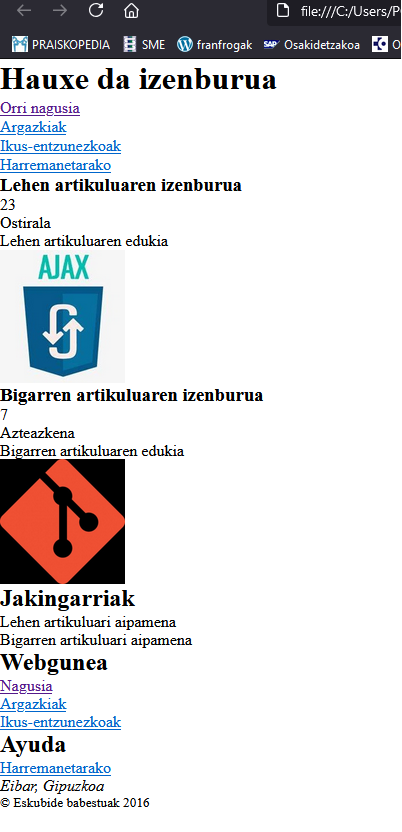 file:///C:/Users/P
PRAISKOPEDIA SME franfrogak SAP Osakidetzakoa O
Hauxe da izenburua
Orri nagusia
Argazkiak
Ikus-entzunezkoak
Harremanetarako
Lehen artikuluaren izenburua
23
Ostirala
Lehen artikuluaren edukia
AJAX
Bigarren artikuluaren izenburua
7
Azteazkena
Bigarren artikuluaren edukia
Jakingarriak
Lehen artikuluari aipamena
Bigarren artikuluari aipamena
Webgunea
Nagusia
Argazkiak
Ikus-entzunezkoak
Ayuda
Harremanetarako
Eibar, Gipuzkoa
© Eskubide babestuak 2016